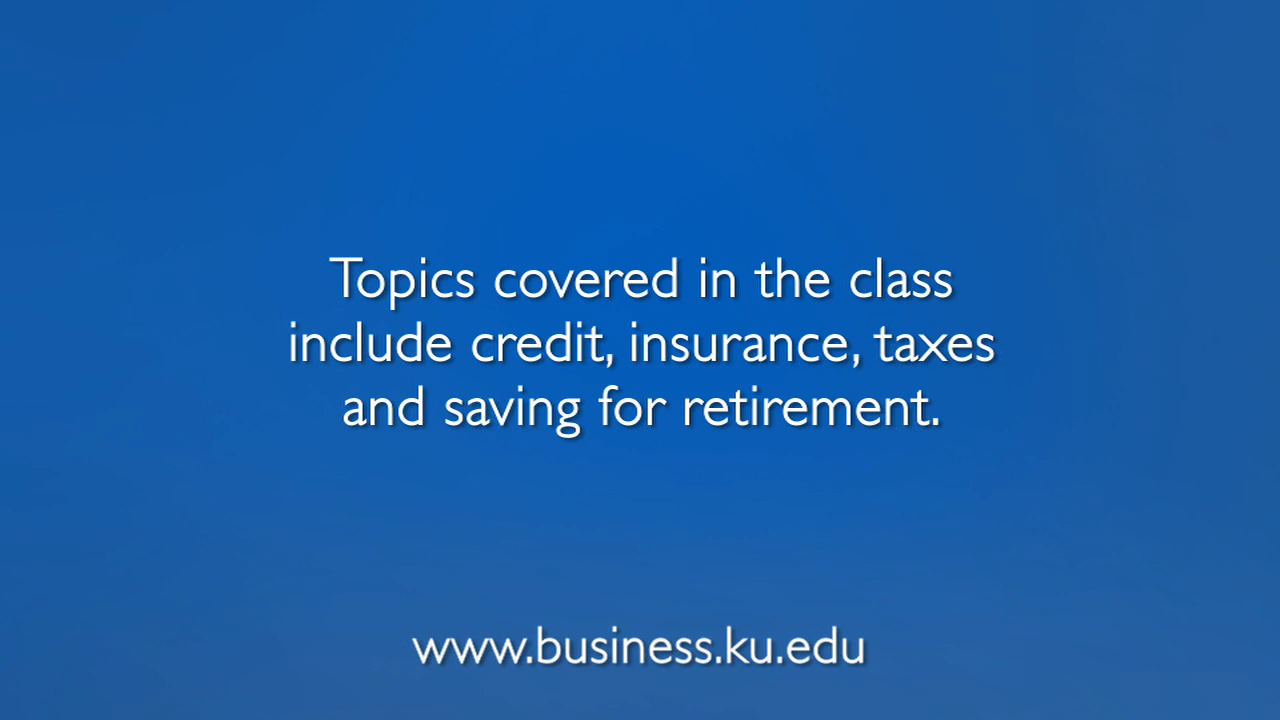 Topics covered in the class
include credit, insurance, taxes
and saving for retirement.
www.business.ku.edu